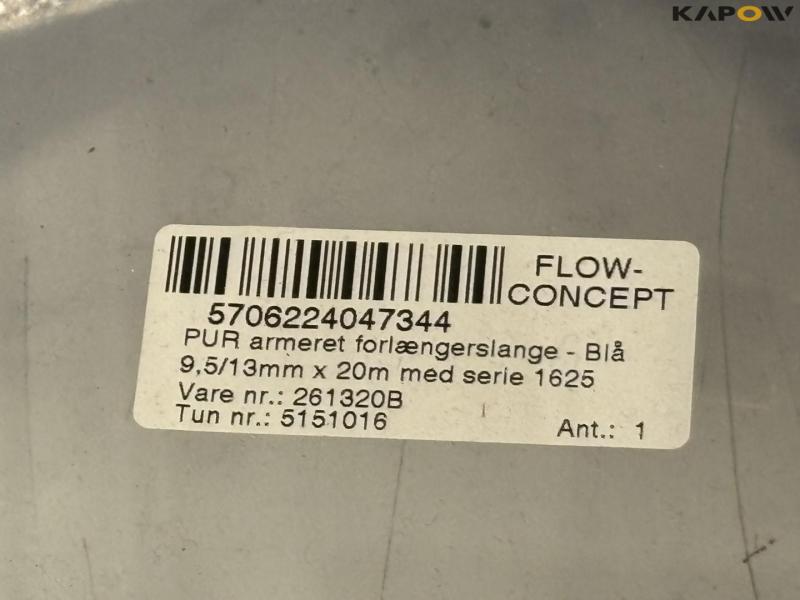 KAPOW
FLOW-
CONCEPT
5706224047344
PUR armeret forlængerslange - Blå
9,5/13mm x 20m med serie 1625
Vare nr.: 261320B
Tun nr.: 5151016
Ant.: 1